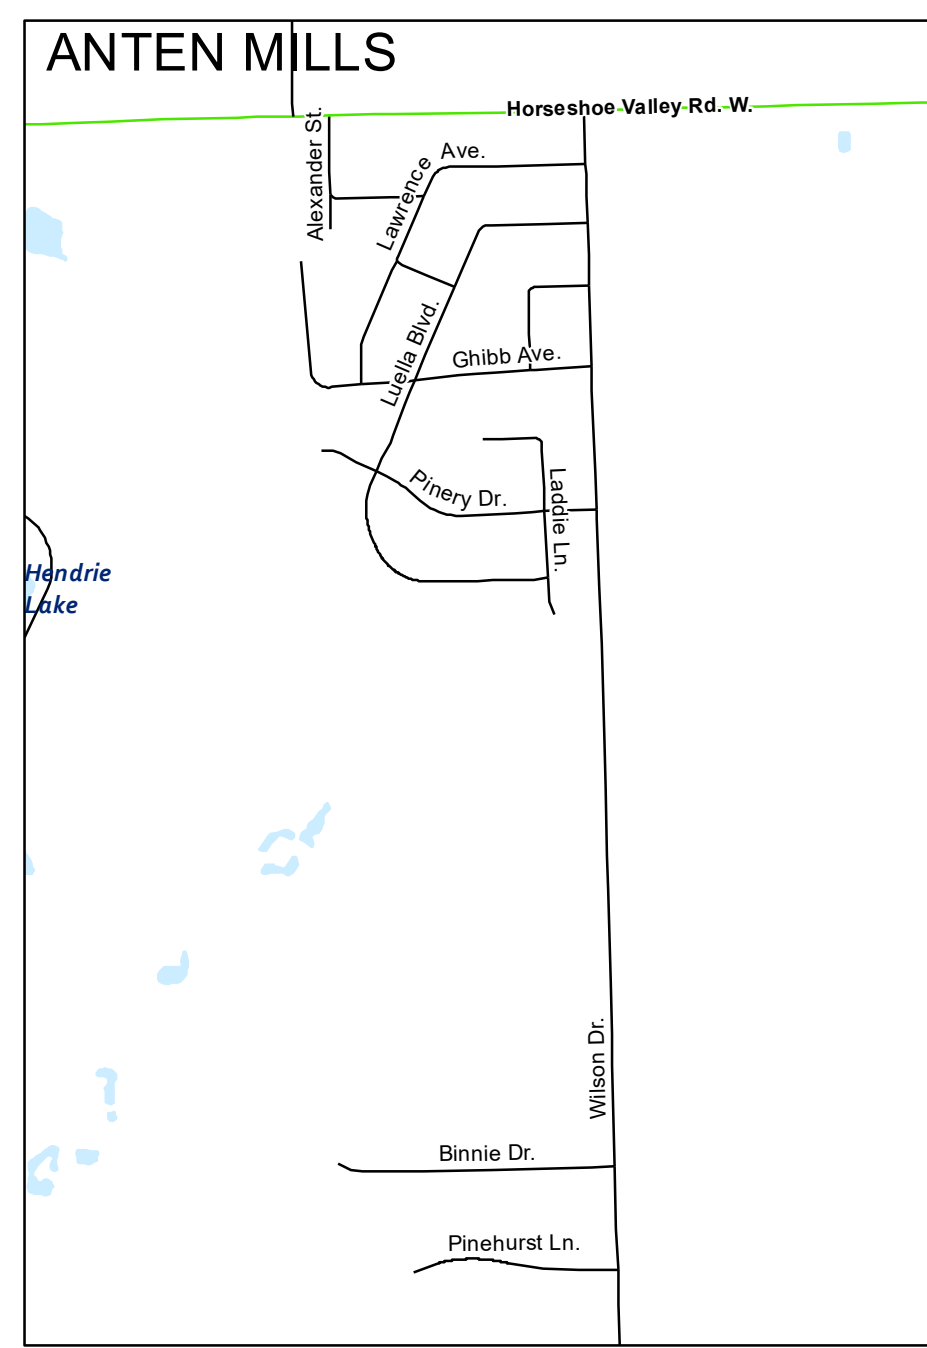 ANTEN MILLS
Horseshoe Valley Rd. W.
Alexander St.
Lawrence Ave.
Luella Blvd.
Ghibb Ave.
Pinery Dr.
Laddie Ln.
Hendrie
Lake
Wilson Dr.
Binnie Dr.
Pinehurst Ln.